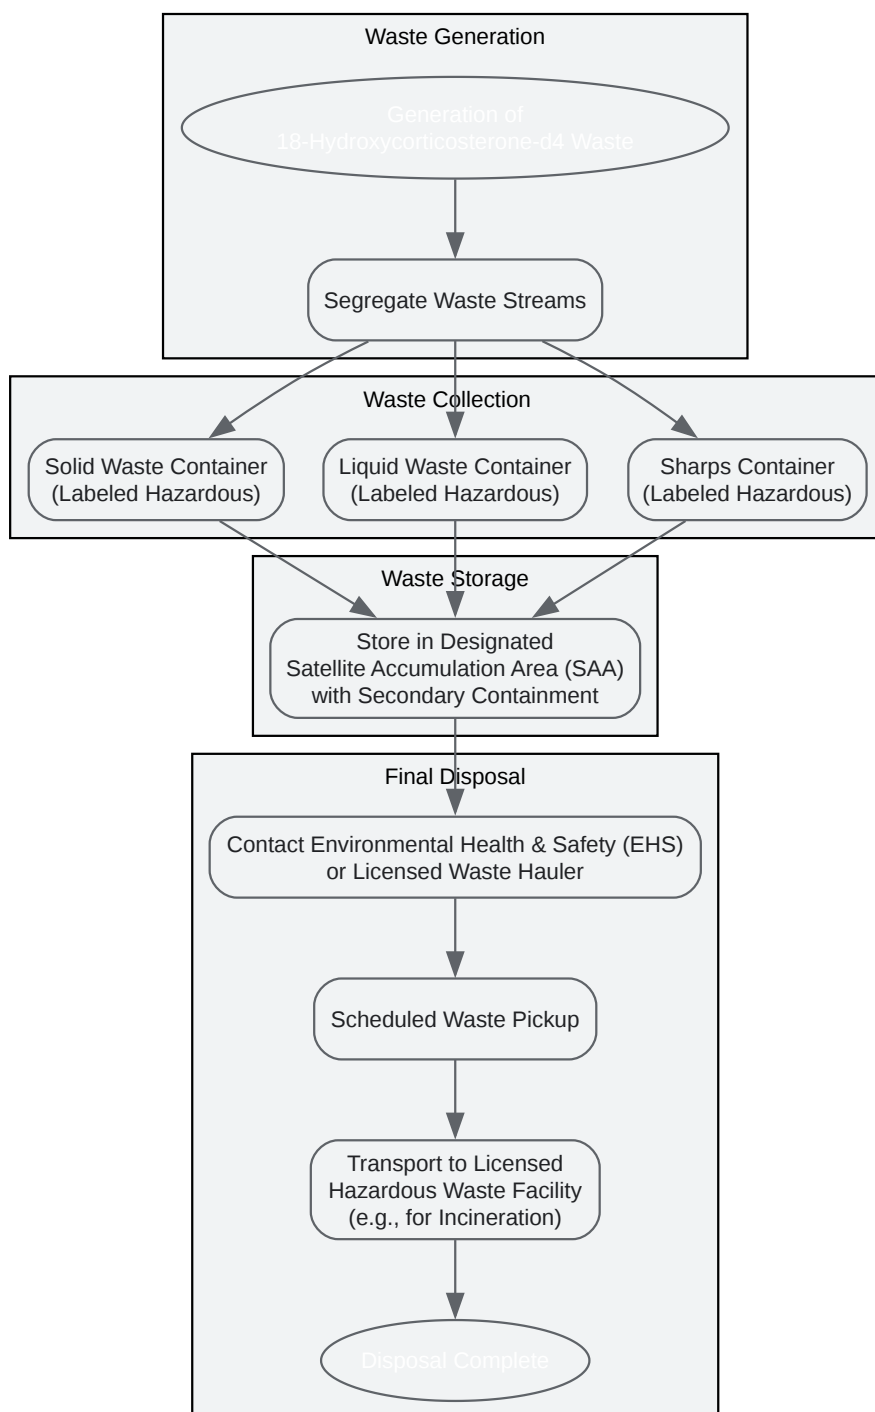 Waste Generation
Generation of
18-Hydroxycorticosterone-d4 Waste
Segregate Waste Streams
Waste Collection
Solid Waste Container
(Labeled Hazardous)
Liquid Waste Container
(Labeled Hazardous)
Sharps Container
(Labeled Hazardous)
Waste Storage
Store in Designated
Satellite Accumulation Area (SAA)
with Secondary Containment
Final Disposal
Contact Environmental Health & Safety (EHS)
or Licensed Waste Hauler
Scheduled Waste Pickup
Transport to Licensed
Hazardous Waste Facility
(e.g., for Incineration)
Disposal Complete